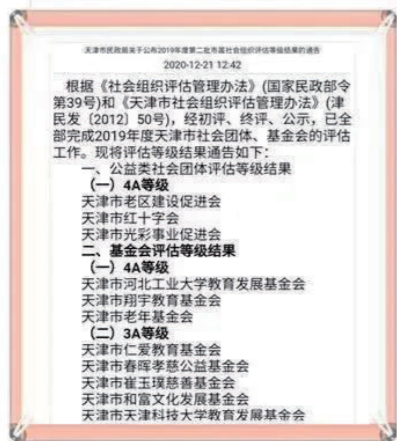 天津市民政局关于公布2019年度第二批市属社会组织评估等级结果的通告
2020-12-21 12:42
根据《社会组织评估管理办法》(国家民政部令
第39号)和《天津市社会组织评估管理办法》(津
民发〔2012〕50号)，经初评、终评、公示，已全
部完成2019年度天津市社会团体、基金会的评估
工作。现将评估等级结果通告如下：
一、公益类社会团体评估等级结果
（一）4A等级
天津市老区建设促进会
天津市红十字会
天津市光彩事业促进会
二、基金会评估等级结果
（一）4A等级
天津市河北工业大学教育发展基金会
天津市翔宇教育基金会
天津市老年基金会
（二）3A等级
天津市仁爱教育基金会
天津市春晖孝慈公益基金会
天津市崔玉璞慈善基金会
天津市和富文化发展基金会
天津市天津科技大学教育发展基金会